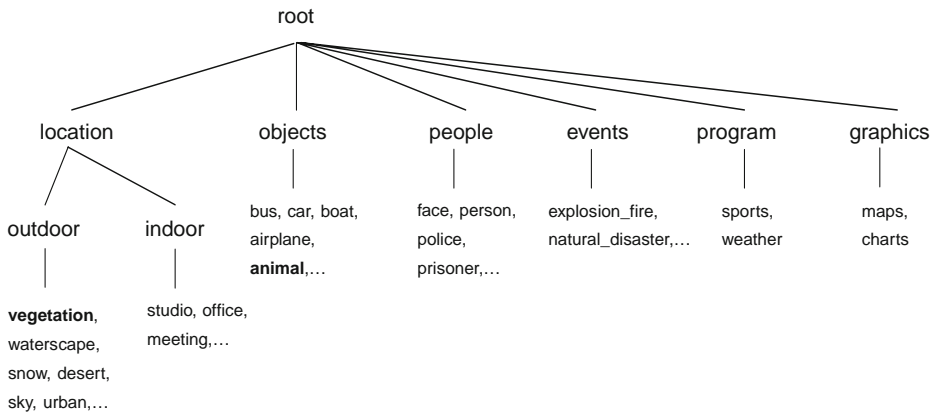 root
location objects people events program graphics
outdoor indoor
bus, car, boat,
airplane,
animal,…
face, person,
police,
prisoner,…
explosion_fire,
natural_disaster,…
sports,
weather
maps,
charts
vegetation,
waterscape,
snow, desert,
sky, urban,…
studio, office,
meeting,…